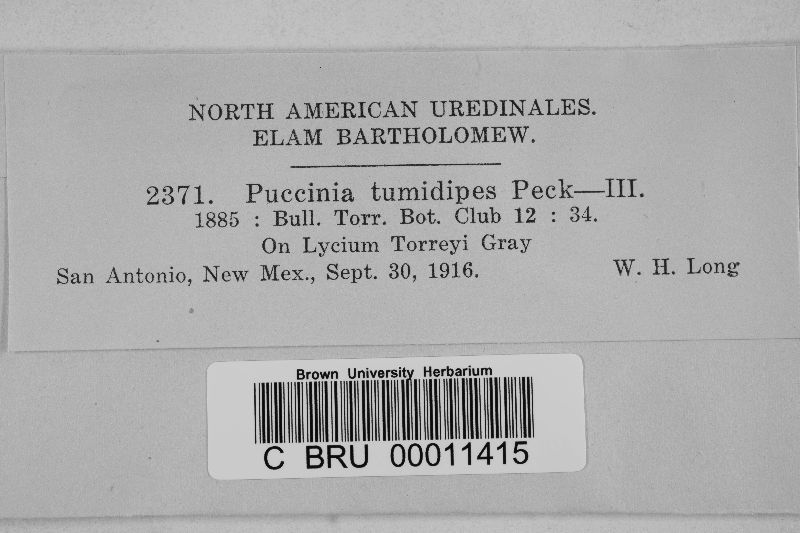 NORTH AMERICAN UREDINALES.
ELAM BARTHOLOMEW.
2371. Puccinia tumidipes Peck—III.
1885 : Bull. Torr. Bot. Club 12 : 34.
On Lycium Torreyi Gray
San Antonio, New Mex., Sept. 30, 1916. W. H. Long
Brown University Herbarium
C BRU 00011415